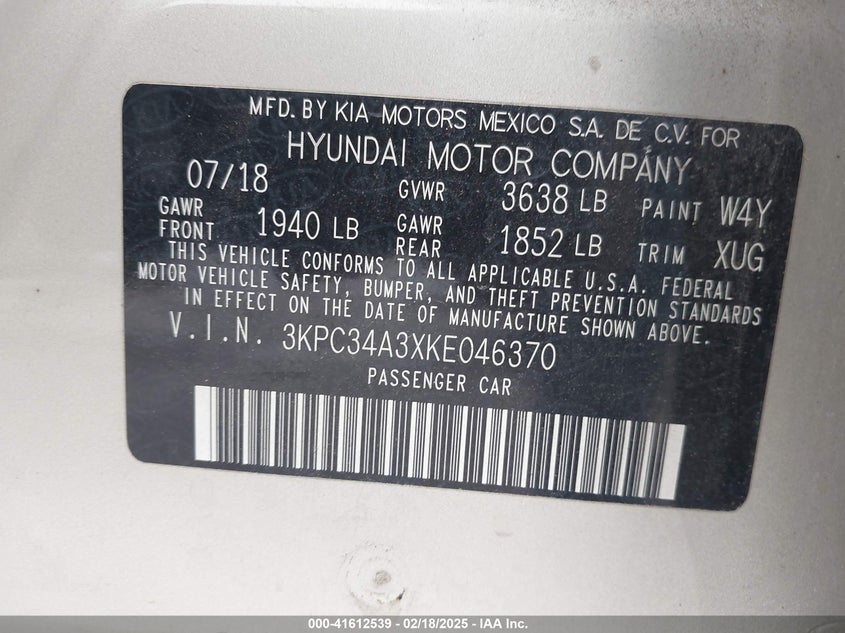 MFD. BY KIA MOTORS MEXICO S.A. DE C.V. FOR
HYUNDAI MOTOR COMPANY
07/18 GVWR 3638 LB PAINT W4Y
GAWR FRONT 1940 LB GAWR REAR 1852 LB TRIM XUG
THIS VEHICLE CONFORMS TO ALL APPLICABLE U.S.A. FEDERAL
MOTOR VEHICLE SAFETY, BUMPER, AND THEFT PREVENTION STANDARDS
IN EFFECT ON THE DATE OF MANUFACTURE SHOWN ABOVE.
V.I.N. 3KPC34A3XKE046370
PASSENGER CAR
000-41612539 - 02/18/2025 - IAA Inc.